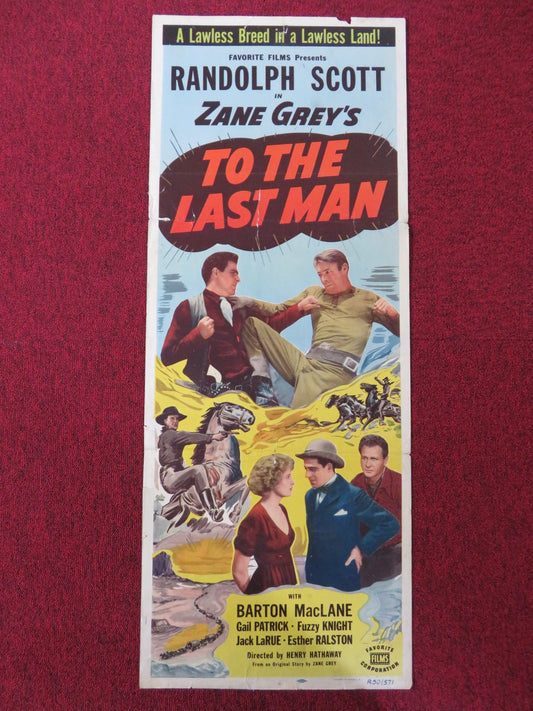 A Lawless Breed in a Lawless Land!
FAVORITE FILMS Presents
RANDOLPH SCOTT
IN
ZANE GREY'S
TO THE
LAST MAN
WITH
BARTON MacLANE
Gail PATRICK · Fuzzy KNIGHT
Jack LaRUE · Esther RALSTON
Directed by HENRY HATHAWAY
From an Original Story by ZANE GREY
FAVORITE
FILMS
CORPORATION
R50/571